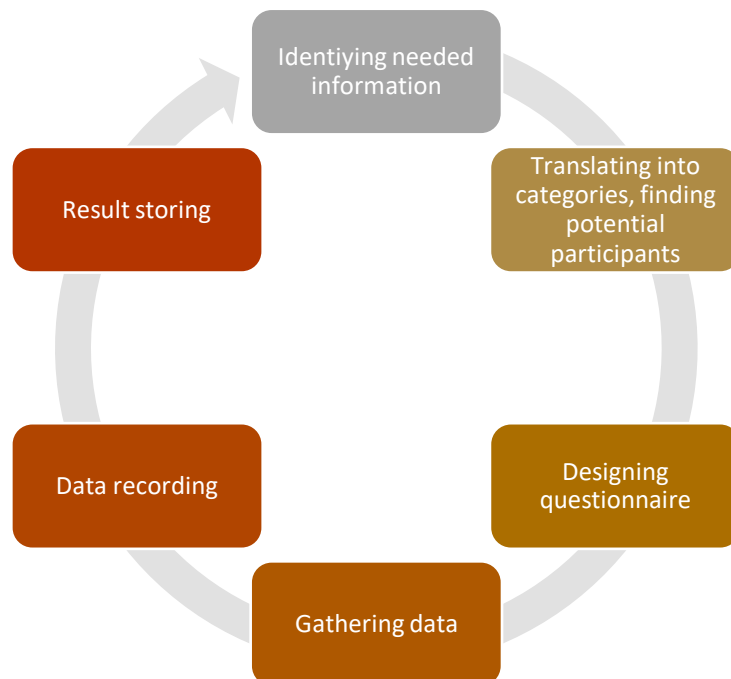 Identiying needed
information
Translating into
categories, finding
potential
participants
Designing
questionnaire
Gathering data
Data recording
Result storing